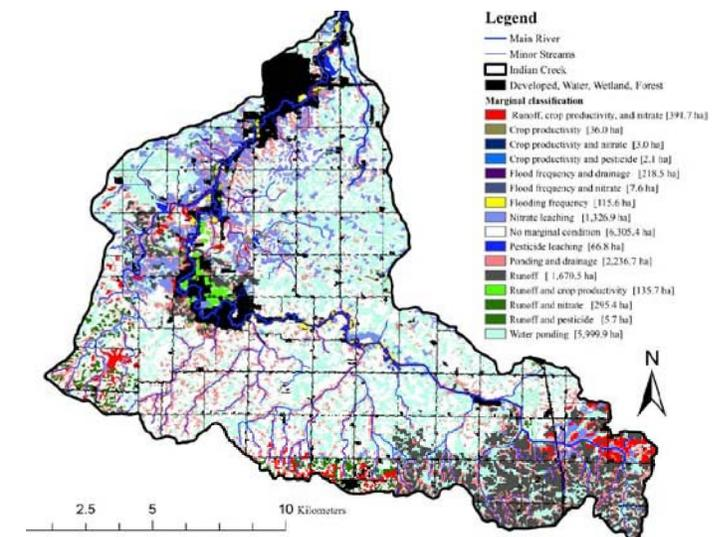 Legend
Main River
Minor Streams
Indian Creek
Developed, Water, Wetland, Forest
Marginal classification
Runoff, crop productivity, and nitrate [391.7 ha]
Crop productivity [36.0 ha]
Crop productivity and nitrate [3.0 ha]
Crop productivity and pesticide [2.1 ha]
Flood frequency and drainage [218.5 ha]
Flood frequency and nitrate [7.6 ha]
Flooding frequency [115.6 ha]
Nitrate leaching [1,326.9 ha]
No marginal condition [6,305.4 ha]
Pesticide leaching [66.8 ha]
Ponding and drainage [2,236.7 ha]
Runoff [ 1,670.5 ha]
Runoff and crop productivity [135.7 ha]
Runoff and nitrate [295.4 ha]
Runoff and pesticide [5.7 ha]
Water ponding [5,999.9 ha]
N
2.5 5 10 Kilometers